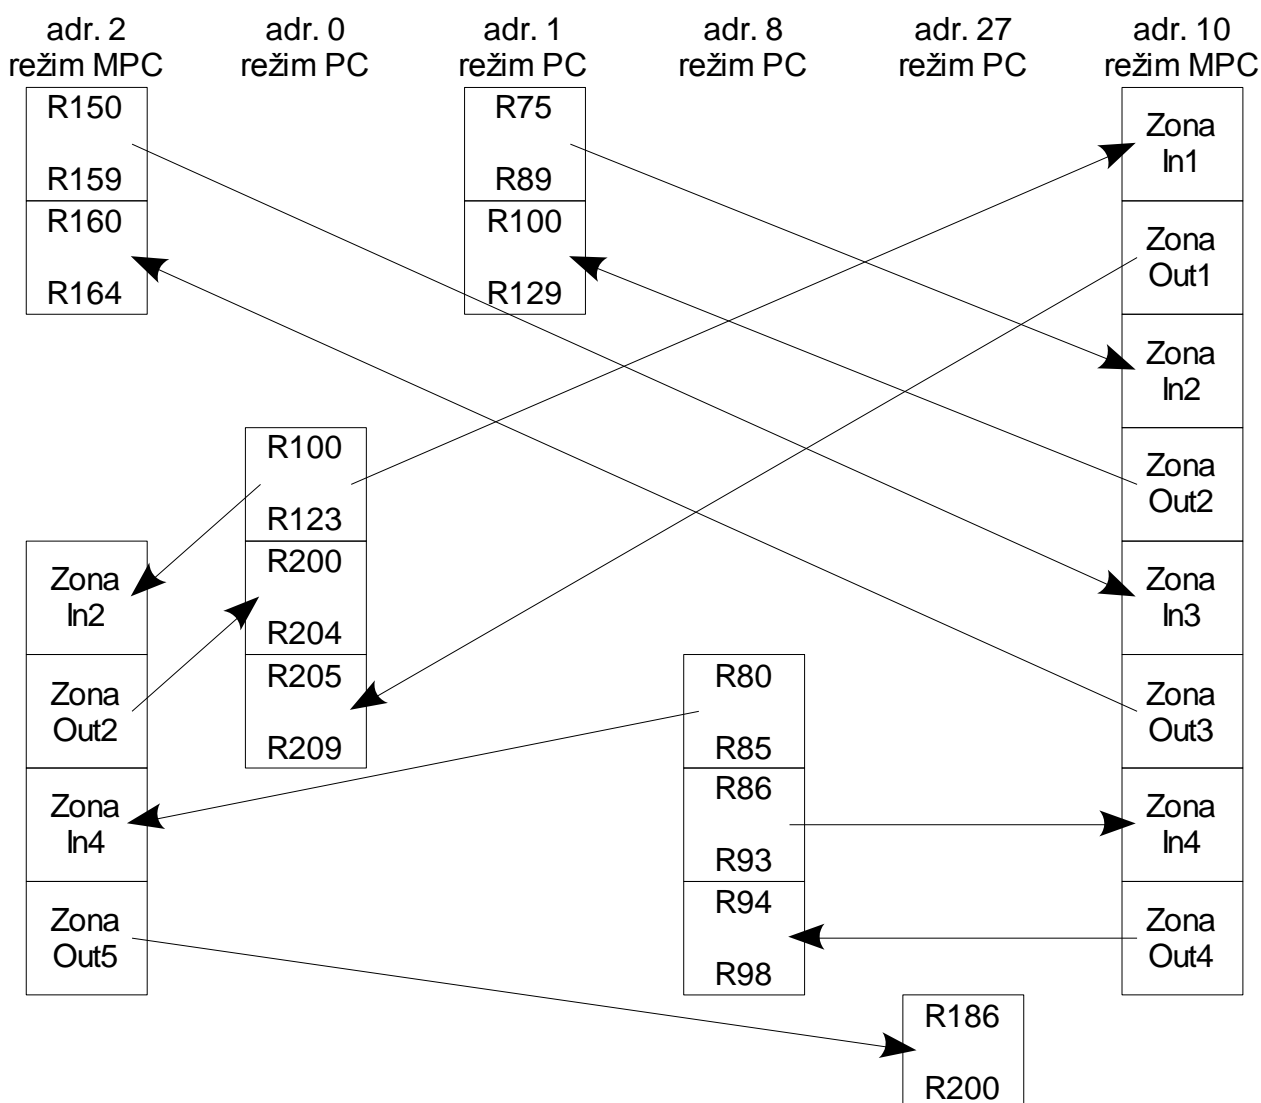 adr. 2
režim MPC
adr. 0
režim PC
adr. 1
režim PC
adr. 8
režim PC
adr. 27
režim PC
adr. 10
režim MPC
R150
R159
R160
R164
Zona
In2
Zona
Out2
Zona
In4
Zona
Out5
R100
R123
R200
R204
R205
R209
R75
R89
R100
R129
R80
R85
R86
R93
R94
R98
R186
R200
Zona
In1
Zona
Out1
Zona
In2
Zona
Out2
Zona
In3
Zona
Out3
Zona
In4
Zona
Out4